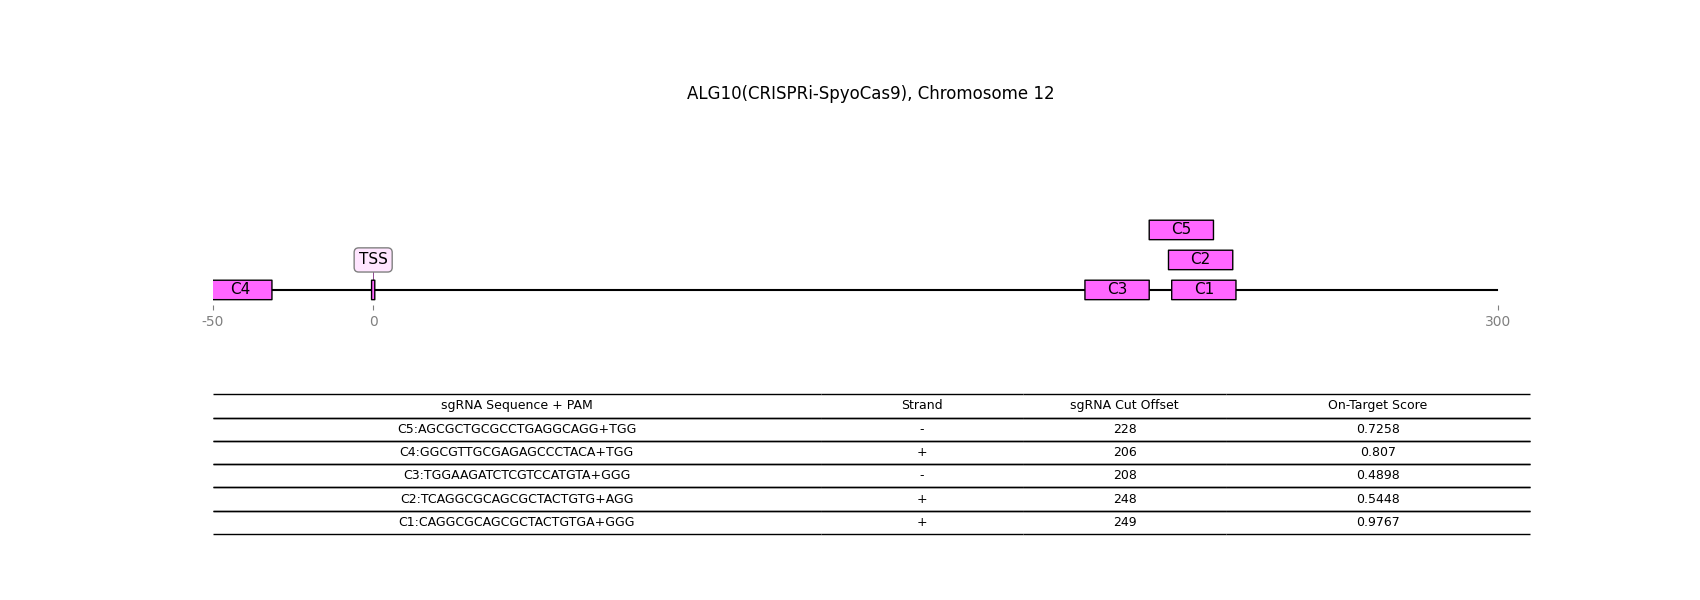 ALG10(CRISPRi-SpyoCas9), Chromosome 12
C5
TSS
C2
C4
C3
C1
-50
0
300
sgRNA Sequence + PAM Strand sgRNA Cut Offset On-Target Score
C5:AGCGCTGCGCCTGAGGCAGG+TGG - 228 0.7258
C4:GGCGTTGCGAGAGCCCTACA+TGG + 206 0.807
C3:TGGAAGATCTCGTCCATGTA+GGG - 208 0.4898
C2:TCAGGCGCAGCGCTACTGTG+AGG + 248 0.5448
C1:CAGGCGCAGCGCTACTGTGA+GGG + 249 0.9767